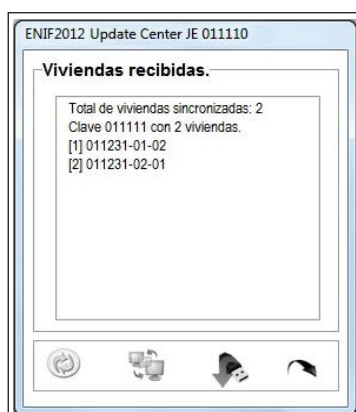 ENIF2012 Update Center JE 011110
Viviendas recibidas.
Total de viviendas sincronizadas: 2
Clave 011111 con 2 viviendas.
[1] 011231-01-02
[2] 011231-02-01